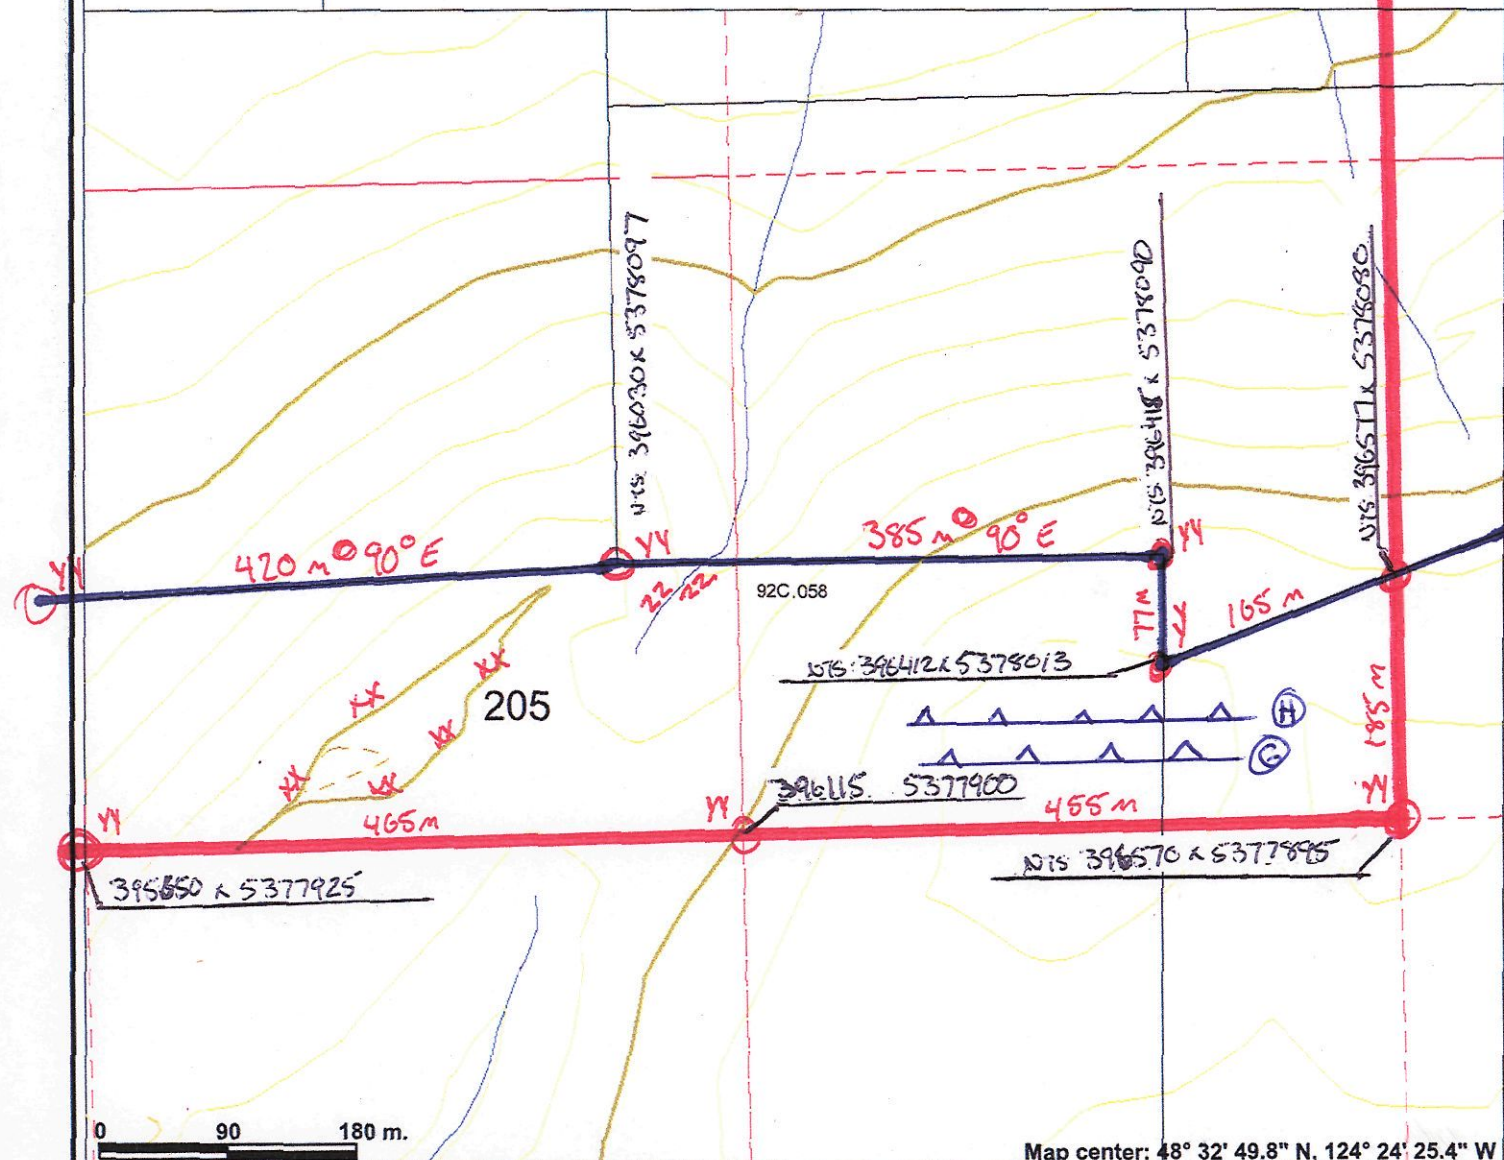 NTS: 396030 x 5378097
NTS. 396418 x 5378090
NTS: 396577 x 5378080
YY
420 m @ 90° E
YY
385 m @ 90° E
YY
22 22
92C.058
77 m
YY
165 m
NTS: 396412 x 5378013
XX
XX
205
XX
XX
XX
H
G
185 m
396115. 5377900
YY
465 m
YY
455 m
YY
395650 x 5377925
NTS 396570 x 5377895
0 90 180 m.
Map center: 48° 32' 49.8" N, 124° 24' 25.4" W